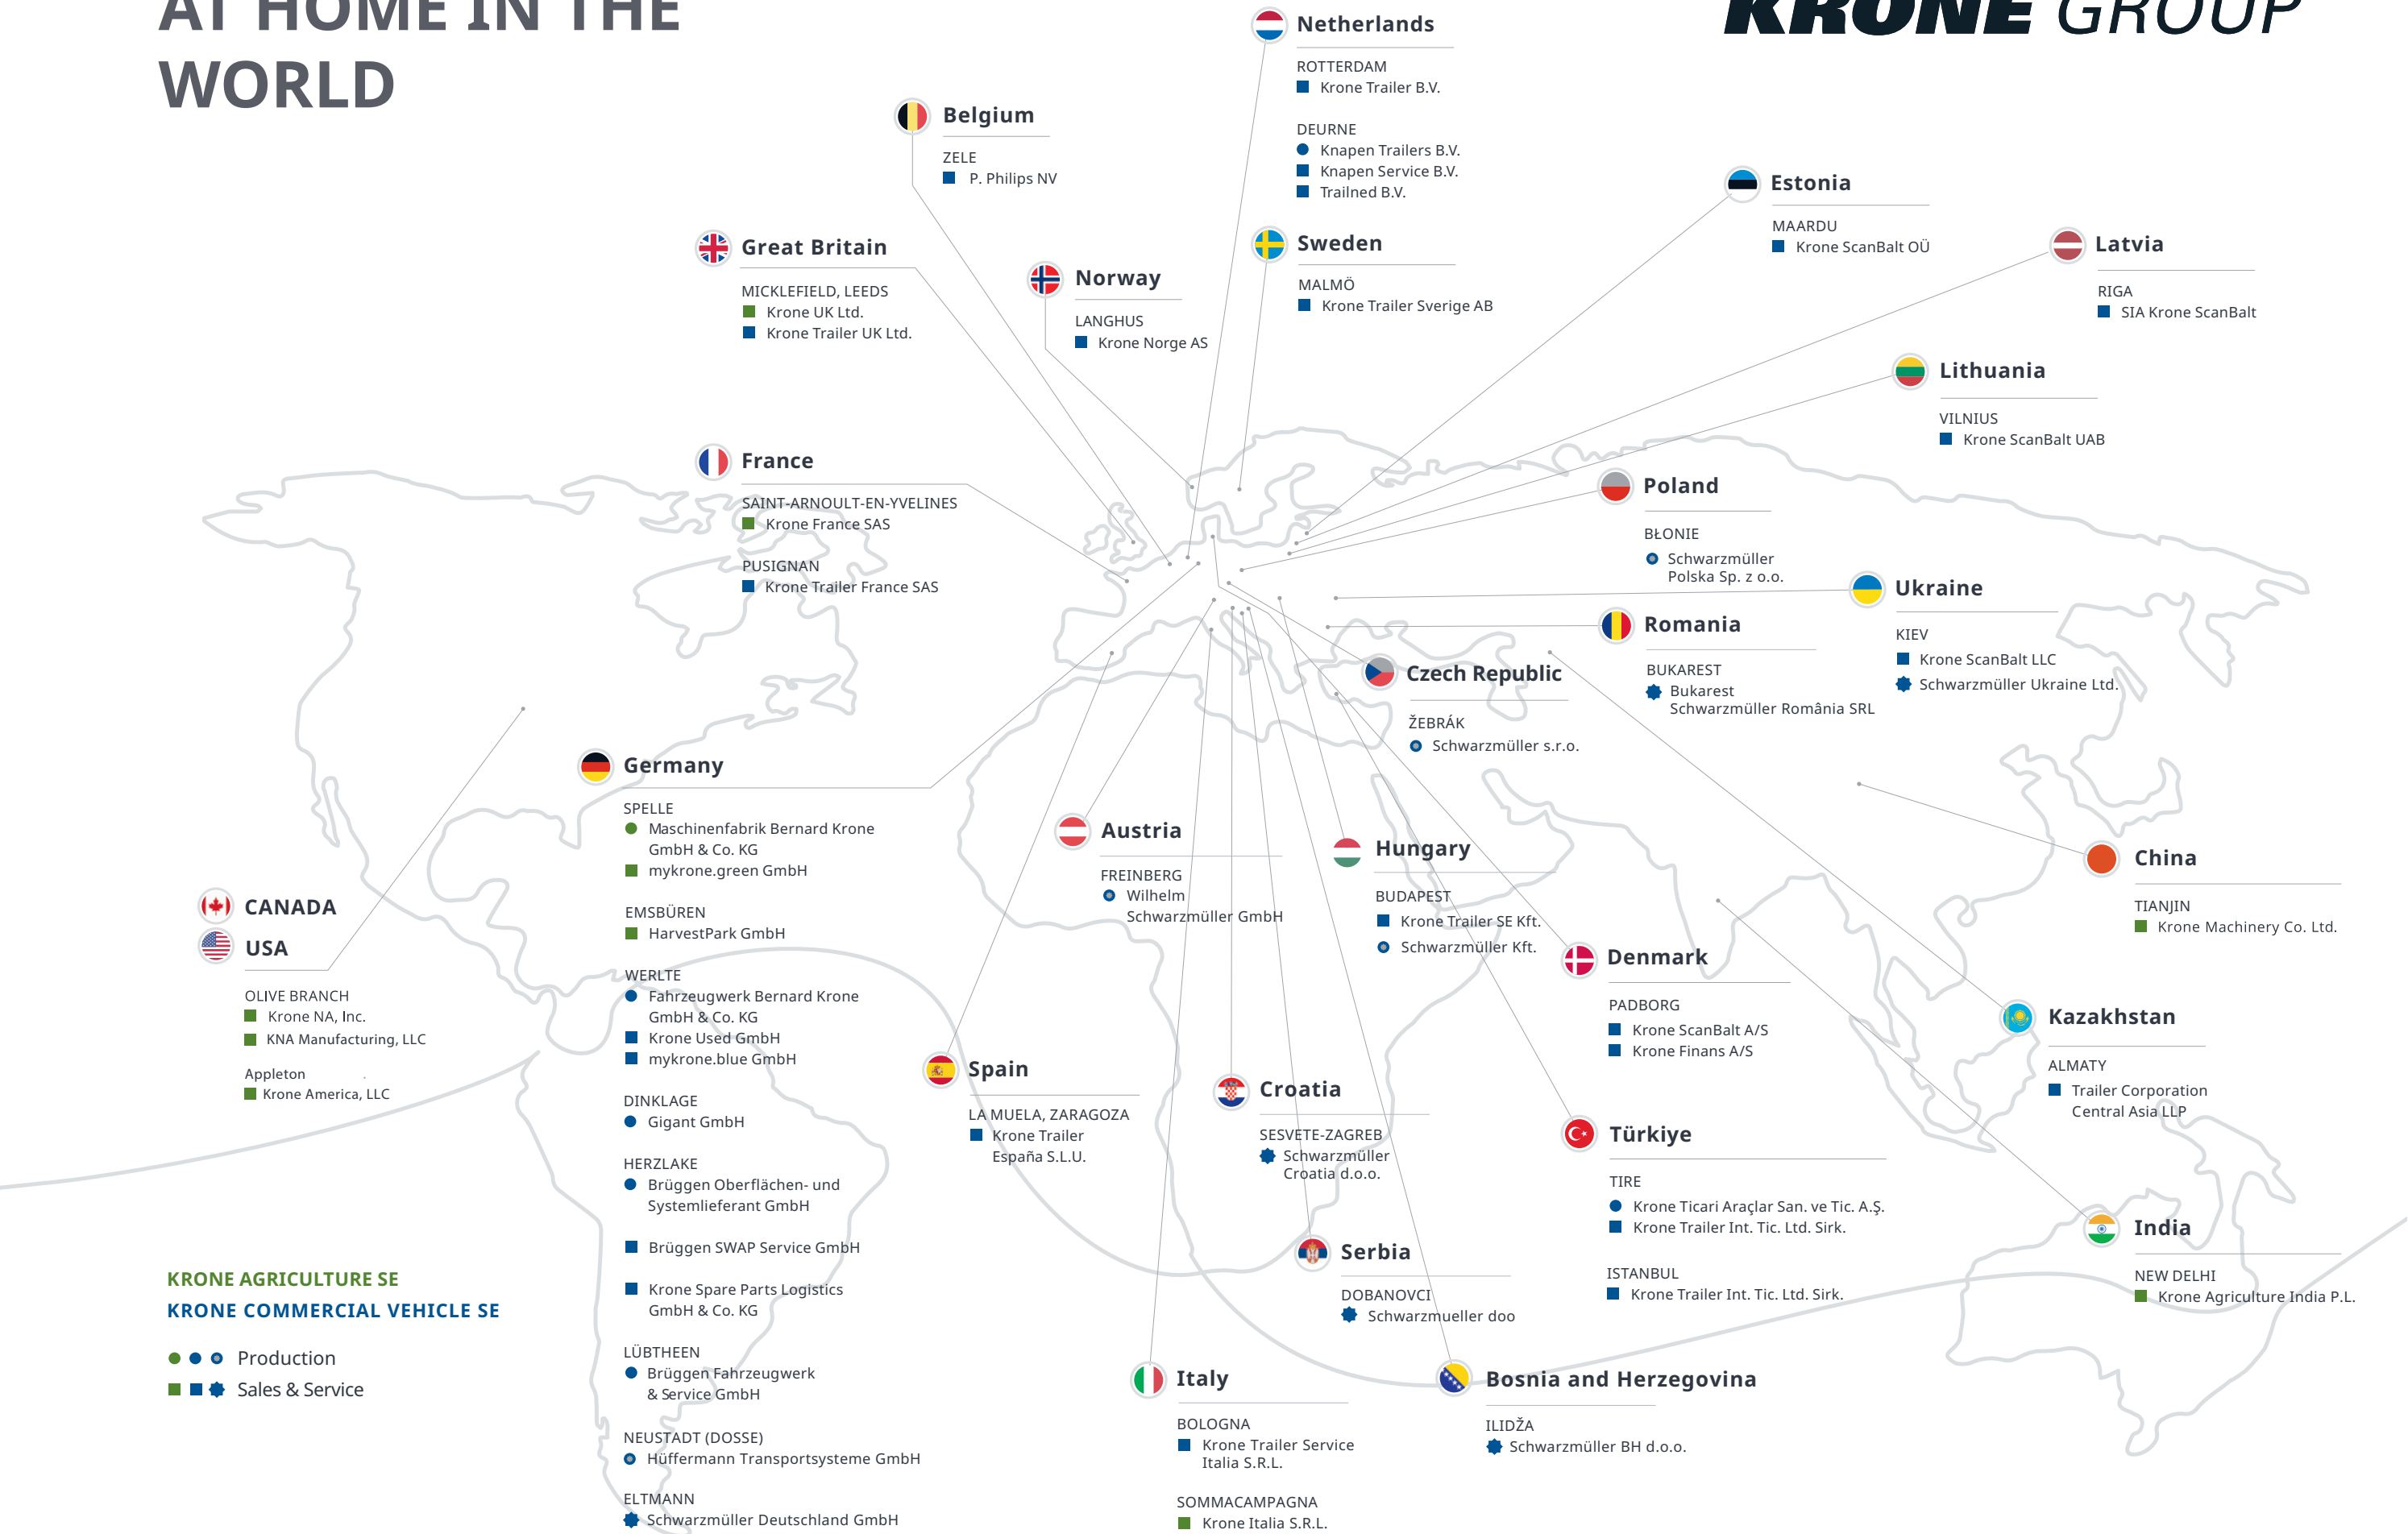 AT HOME IN THE
WORLD
KRONE GROUP
Netherlands
ROTTERDAM
Krone Trailer B.V.
DEURNE
Knapen Trailers B.V.
Knapen Service B.V.
Trailned B.V.
Belgium
ZELE
P. Philips NV
Great Britain
MICKLEFIELD, LEEDS
Krone UK Ltd.
Krone Trailer UK Ltd.
Norway
LANGHUS
Krone Norge AS
Sweden
MALMÖ
Krone Trailer Sverige AB
Estonia
MAARDU
Krone ScanBalt OÜ
Latvia
RIGA
SIA Krone ScanBalt
Lithuania
VILNIUS
Krone ScanBalt UAB
France
SAINT-ARNOULT-EN-YVELINES
Krone France SAS
PUSIGNAN
Krone Trailer France SAS
Poland
BŁONIE
Schwarzmüller
Polska Sp. z o.o.
Ukraine
KIEV
Krone ScanBalt LLC
Schwarzmüller Ukraine Ltd.
Romania
BUKAREST
Bukarest
Schwarzmüller România SRL
Czech Republic
ŽEBRÁK
Schwarzmüller s.r.o.
Germany
SPELLE
Maschinenfabrik Bernard Krone
GmbH & Co. KG
mykrone.green GmbH
EMSBÜREN
HarvestPark GmbH
WERLTE
Fahrzeugwerk Bernard Krone
GmbH & Co. KG
Krone Used GmbH
mykrone.blue GmbH
DINKLAGE
Gigant GmbH
HERZLAKE
Brüggen Oberflächen- und
Systemlieferant GmbH
Brüggen SWAP Service GmbH
Krone Spare Parts Logistics
GmbH & Co. KG
LÜBTHEEN
Brüggen Fahrzeugwerk
& Service GmbH
NEUSTADT (DOSSE)
Hüffermann Transportsysteme GmbH
ELTMANN
Schwarzmüller Deutschland GmbH
Austria
FREINBERG
Wilhelm
Schwarzmüller GmbH
Hungary
BUDAPEST
Krone Trailer SE Kft.
Schwarzmüller Kft.
China
TIANJIN
Krone Machinery Co. Ltd.
CANADA
USA
OLIVE BRANCH
Krone NA, Inc.
KNA Manufacturing, LLC
Appleton
Krone America, LLC
Denmark
PADBORG
Krone ScanBalt A/S
Krone Finans A/S
Kazakhstan
ALMATY
Trailer Corporation
Central Asia LLP
Spain
LA MUELA, ZARAGOZA
Krone Trailer
España S.L.U.
Croatia
SESVETE-ZAGREB
Schwarzmüller
Croatia d.o.o.
Türkiye
TIRE
Krone Ticari Araçlar San. ve Tic. A.Ş.
Krone Trailer Int. Tic. Ltd. Sirk.
ISTANBUL
Krone Trailer Int. Tic. Ltd. Sirk.
India
NEW DELHI
Krone Agriculture India P.L.
Serbia
DOBANOVCI
Schwarzmueller doo
Italy
BOLOGNA
Krone Trailer Service
Italia S.R.L.
SOMMACAMPAGNA
Krone Italia S.R.L.
Bosnia and Herzegovina
ILIDŽA
Schwarzmüller BH d.o.o.
KRONE AGRICULTURE SE
KRONE COMMERCIAL VEHICLE SE
Production
Sales & Service